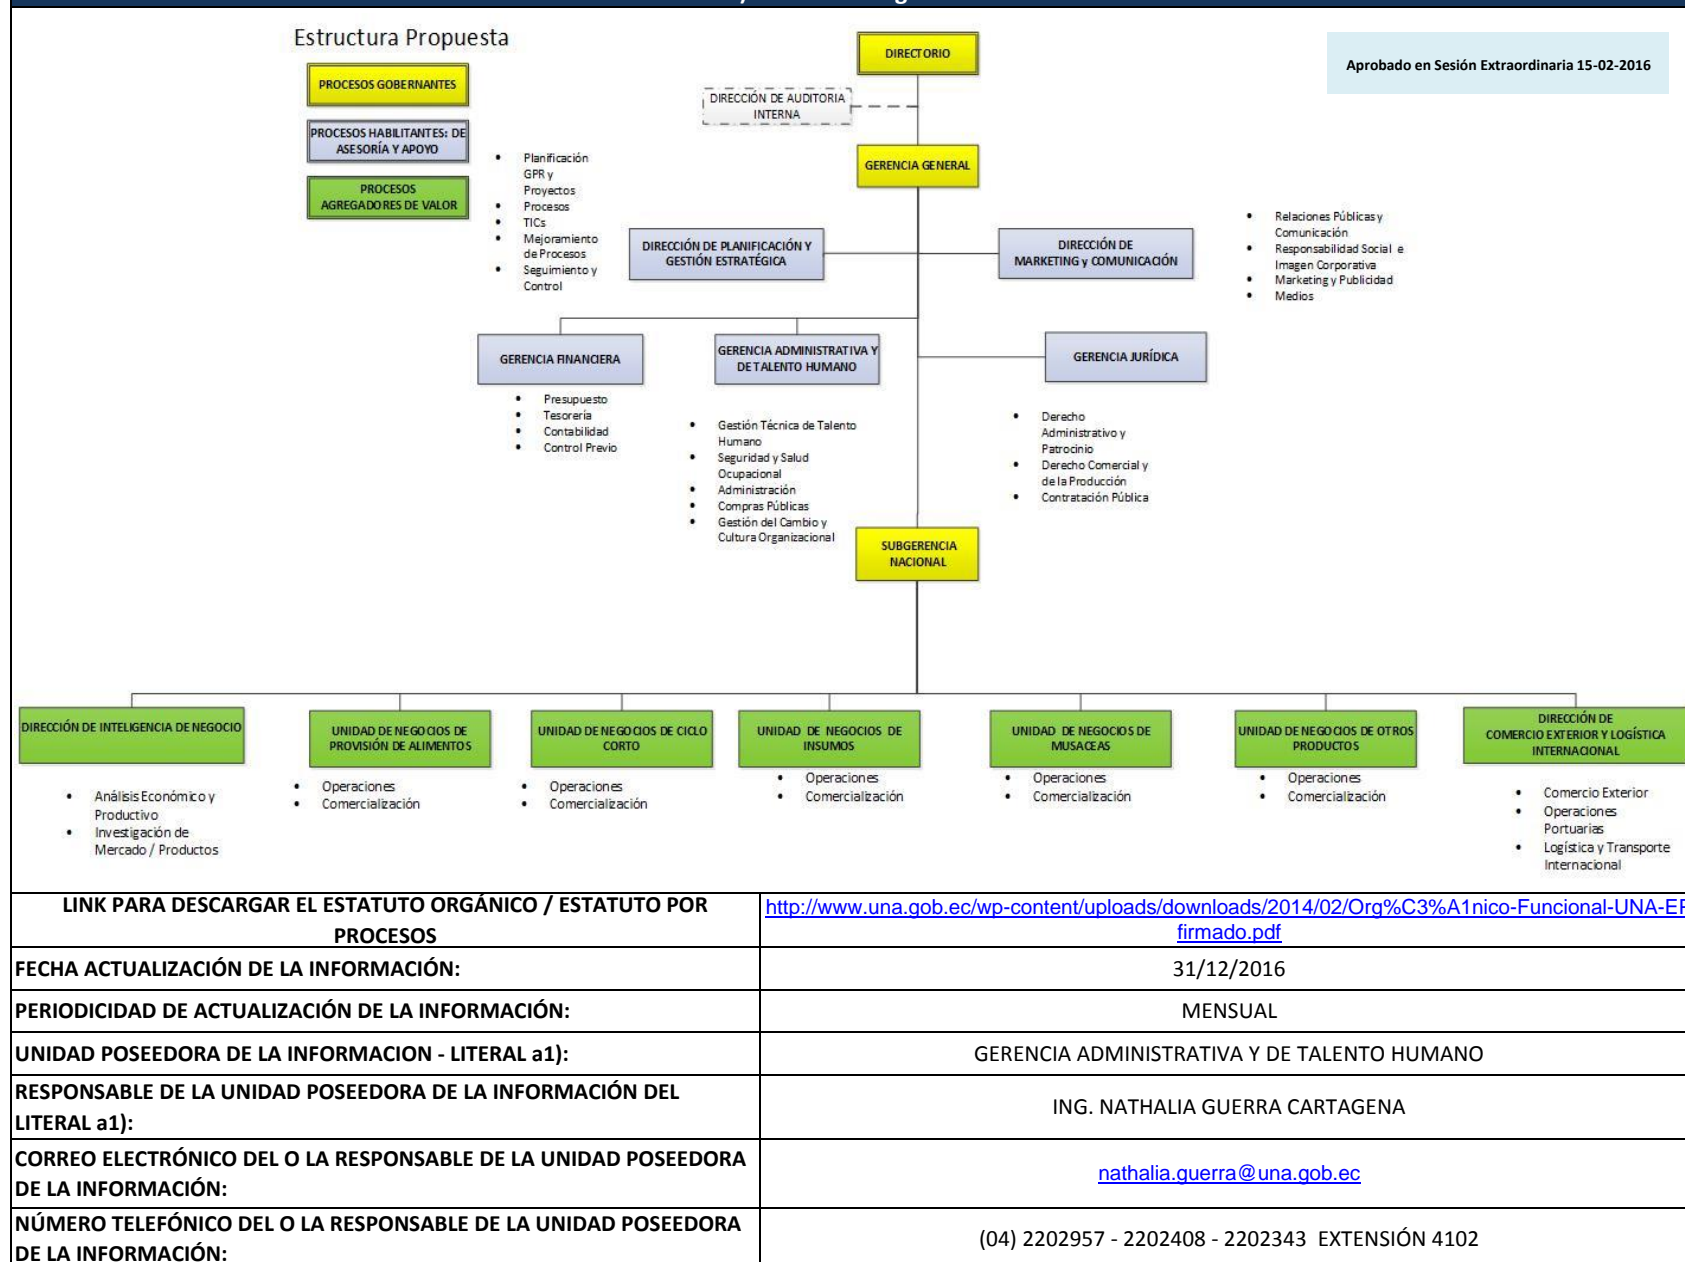 Estructura Propuesta
DIRECTORIO
Aprobado en Sesión Extraordinaria 15-02-2016
PROCESOS GOBERNANTES
DIRECCIÓN DE AUDITORIA
INTERNA
PROCESOS HABILITANTES: DE
ASESORÍA Y APOYO
GERENCIA GENERAL
PROCESOS
AGREGADORES DE VALOR
• Planificación
GPR y
Proyectos
• Procesos
• TICs
• Mejoramiento
de Procesos
• Seguimiento y
Control
DIRECCIÓN DE PLANIFICACIÓN Y
GESTIÓN ESTRATÉGICA
DIRECCIÓN DE
MARKETING y COMUNICACIÓN
• Relaciones Públicas y
Comunicación
• Responsabilidad Social e
Imagen Corporativa
• Marketing y Publicidad
• Medios
GERENCIA FINANCIERA
GERENCIA ADMINISTRATIVA Y
DE TALENTO HUMANO
GERENCIA JURÍDICA
• Presupuesto
• Tesorería
• Contabilidad
• Control Previo
• Gestión Técnica de Talento
Humano
• Seguridad y Salud
Ocupacional
• Administración
• Compras Públicas
• Gestión del Cambio y
Cultura Organizacional
• Derecho
Administrativo y
Patrocinio
• Derecho Comercial y
de la Producción
• Contratación Pública
SUBGERENCIA
NACIONAL
DIRECCIÓN DE INTELIGENCIA DE NEGOCIO
UNIDAD DE NEGOCIOS DE
PROVISIÓN DE ALIMENTOS
UNIDAD DE NEGOCIOS DE CICLO
CORTO
UNIDAD DE NEGOCIOS DE
INSUMOS
UNIDAD DE NEGOCIOS DE
MUSACEAS
UNIDAD DE NEGOCIOS DE OTROS
PRODUCTOS
DIRECCIÓN DE
COMERCIO EXTERIOR Y LOGÍSTICA
INTERNACIONAL
• Análisis Económico y
Productivo
• Investigación de
Mercado / Productos
• Operaciones
• Comercialización
• Operaciones
• Comercialización
• Operaciones
• Comercialización
• Operaciones
• Comercialización
• Operaciones
• Comercialización
• Comercio Exterior
• Operaciones
Portuarias
• Logística y Transporte
Internacional
LINK PARA DESCARGAR EL ESTATUTO ORGÁNICO / ESTATUTO POR
PROCESOS
http://www.una.gob.ec/wp-content/uploads/downloads/2014/02/Org%C3%A1nico-Funcional-UNA-EP
firmado.pdf
FECHA ACTUALIZACIÓN DE LA INFORMACIÓN:
31/12/2016
PERIODICIDAD DE ACTUALIZACIÓN DE LA INFORMACIÓN:
MENSUAL
UNIDAD POSEEDORA DE LA INFORMACION - LITERAL a1):
GERENCIA ADMINISTRATIVA Y DE TALENTO HUMANO
RESPONSABLE DE LA UNIDAD POSEEDORA DE LA INFORMACIÓN DEL
LITERAL a1):
ING. NATHALIA GUERRA CARTAGENA
CORREO ELECTRÓNICO DEL O LA RESPONSABLE DE LA UNIDAD POSEEDORA
DE LA INFORMACIÓN:
nathalia.guerra@una.gob.ec
NÚMERO TELEFÓNICO DEL O LA RESPONSABLE DE LA UNIDAD POSEEDORA
DE LA INFORMACIÓN:
(04) 2202957 - 2202408 - 2202343 EXTENSIÓN 4102